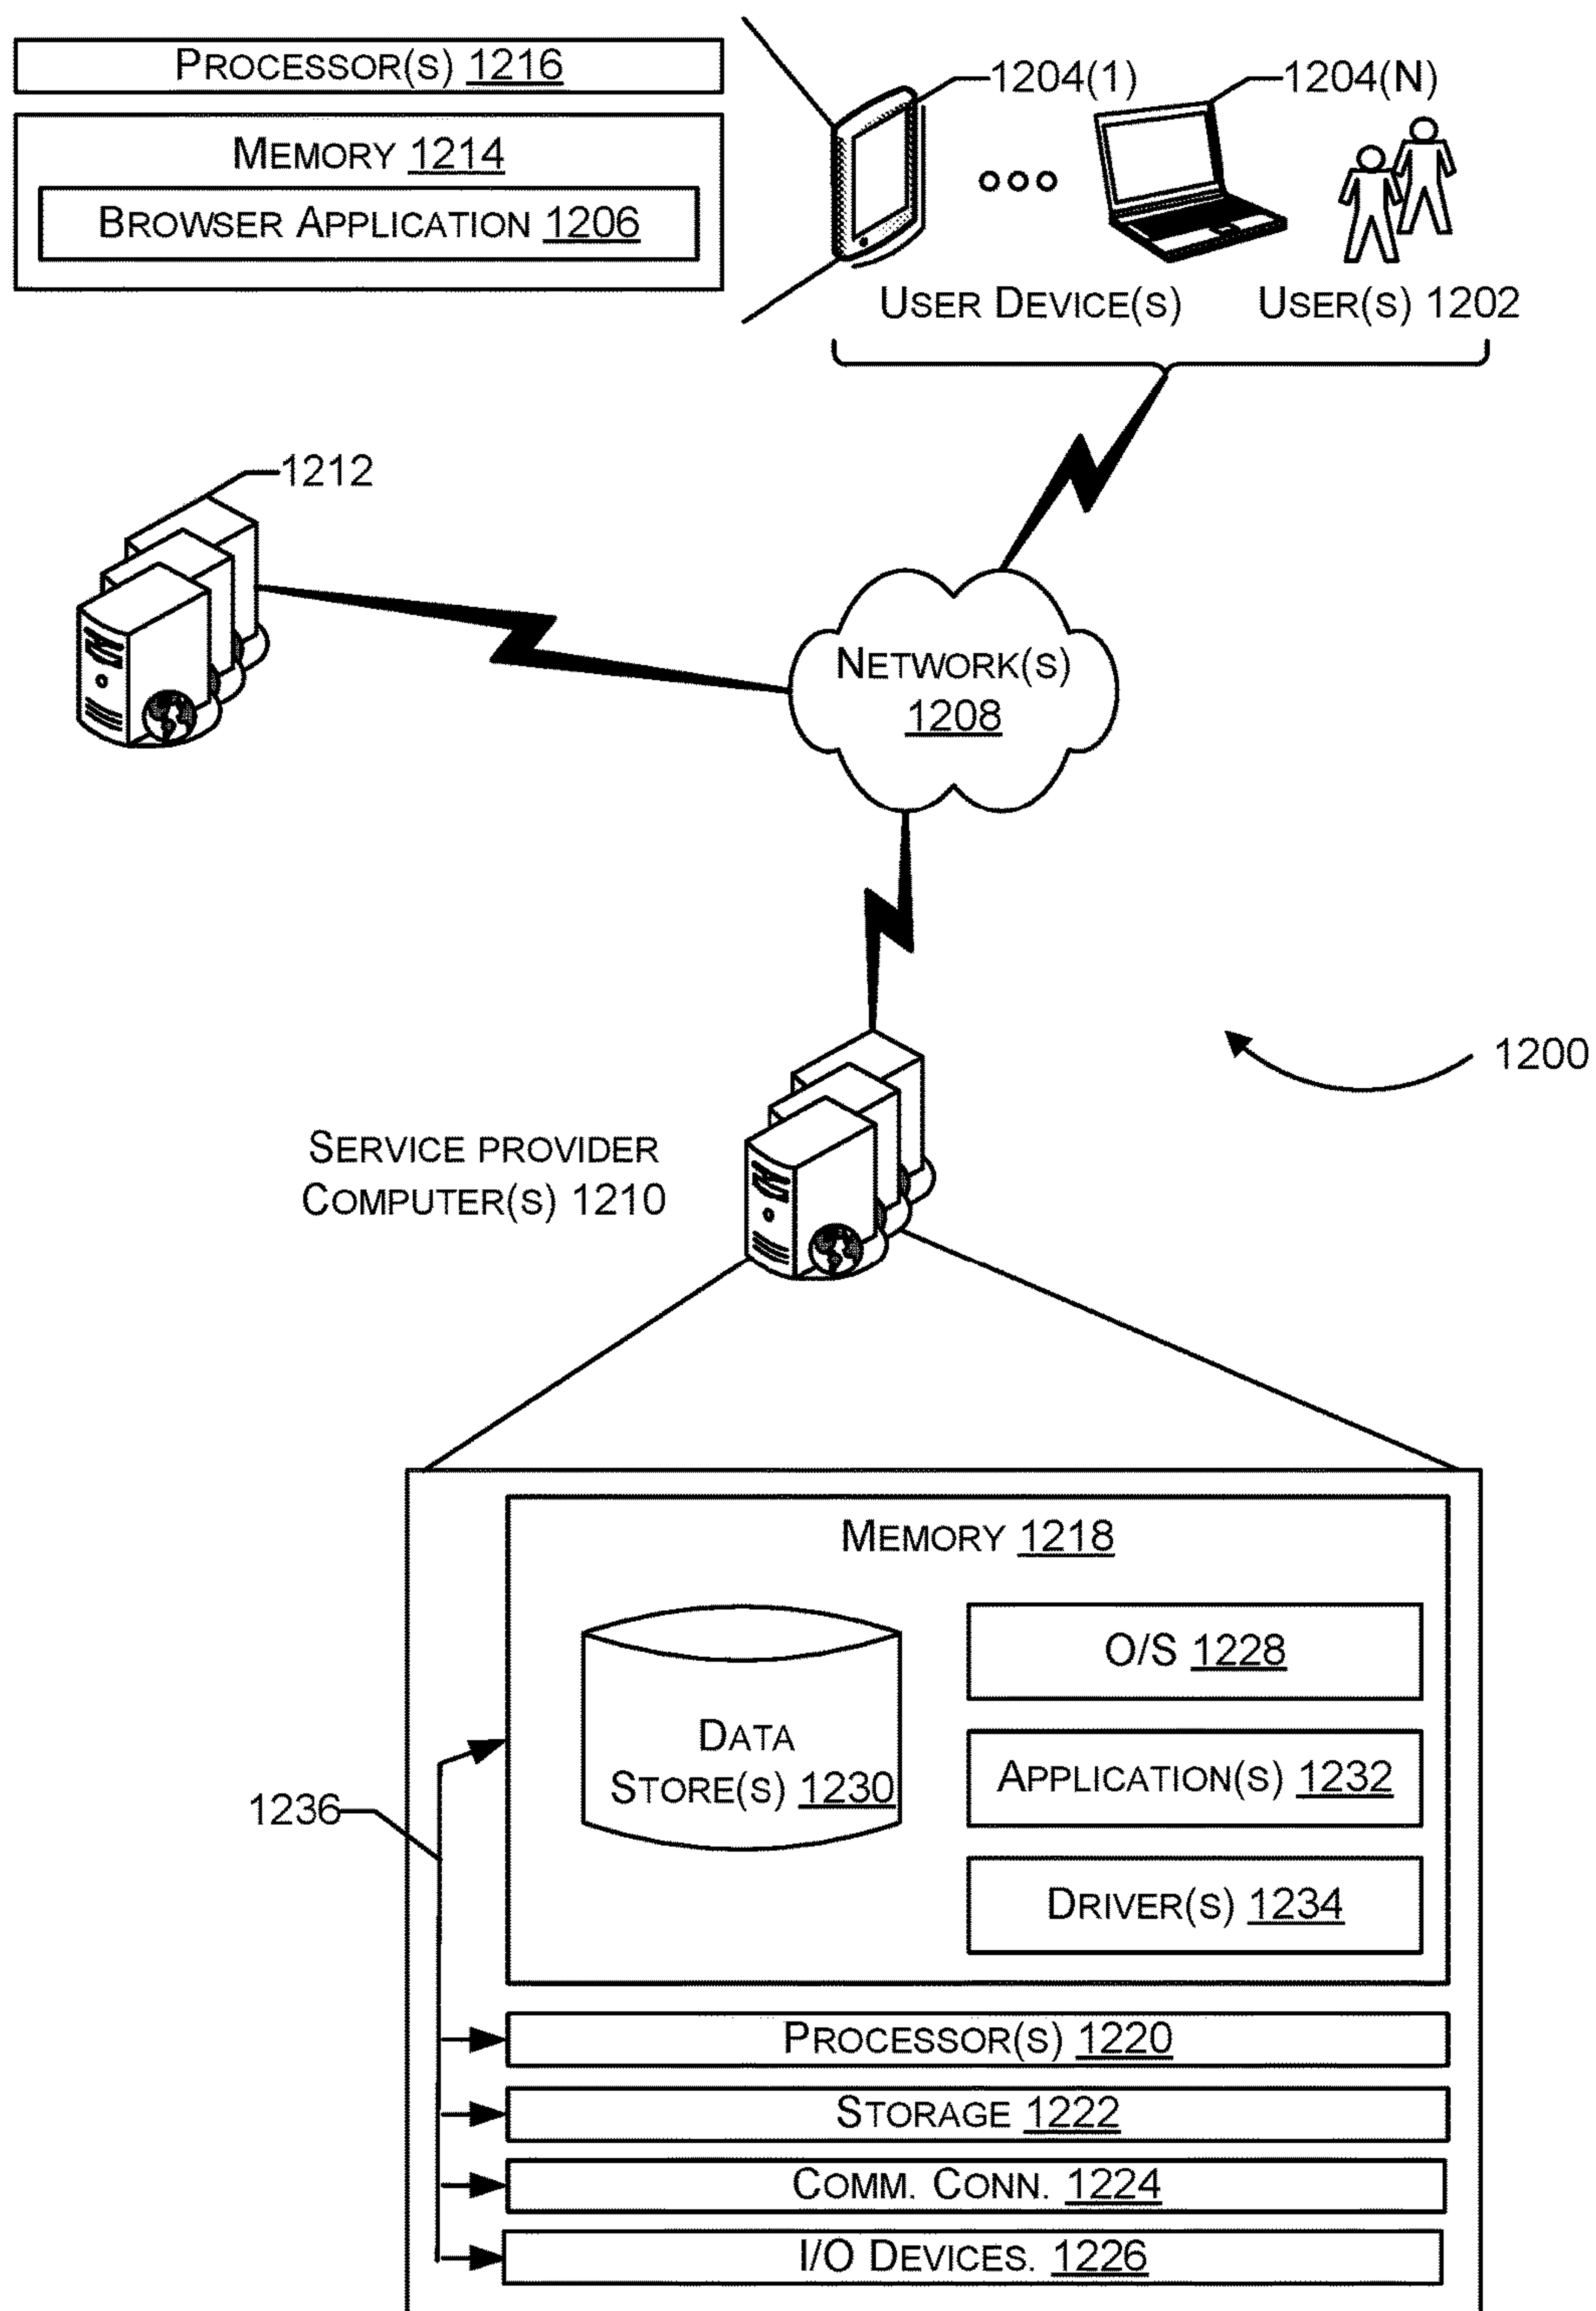 PROCESSOR(S) 1216
MEMORY 1214
BROWSER APPLICATION 1206
1204(1)
1204(N)
USER DEVICE(S)
USER(S) 1202
1212
NETWORK(S)
1208
1200
SERVICE PROVIDER
COMPUTER(S) 1210
MEMORY 1218
DATA
STORE(S) 1230
O/S 1228
APPLICATION(S) 1232
DRIVER(S) 1234
1236
PROCESSOR(S) 1220
STORAGE 1222
COMM. CONN. 1224
I/O DEVICES. 1226